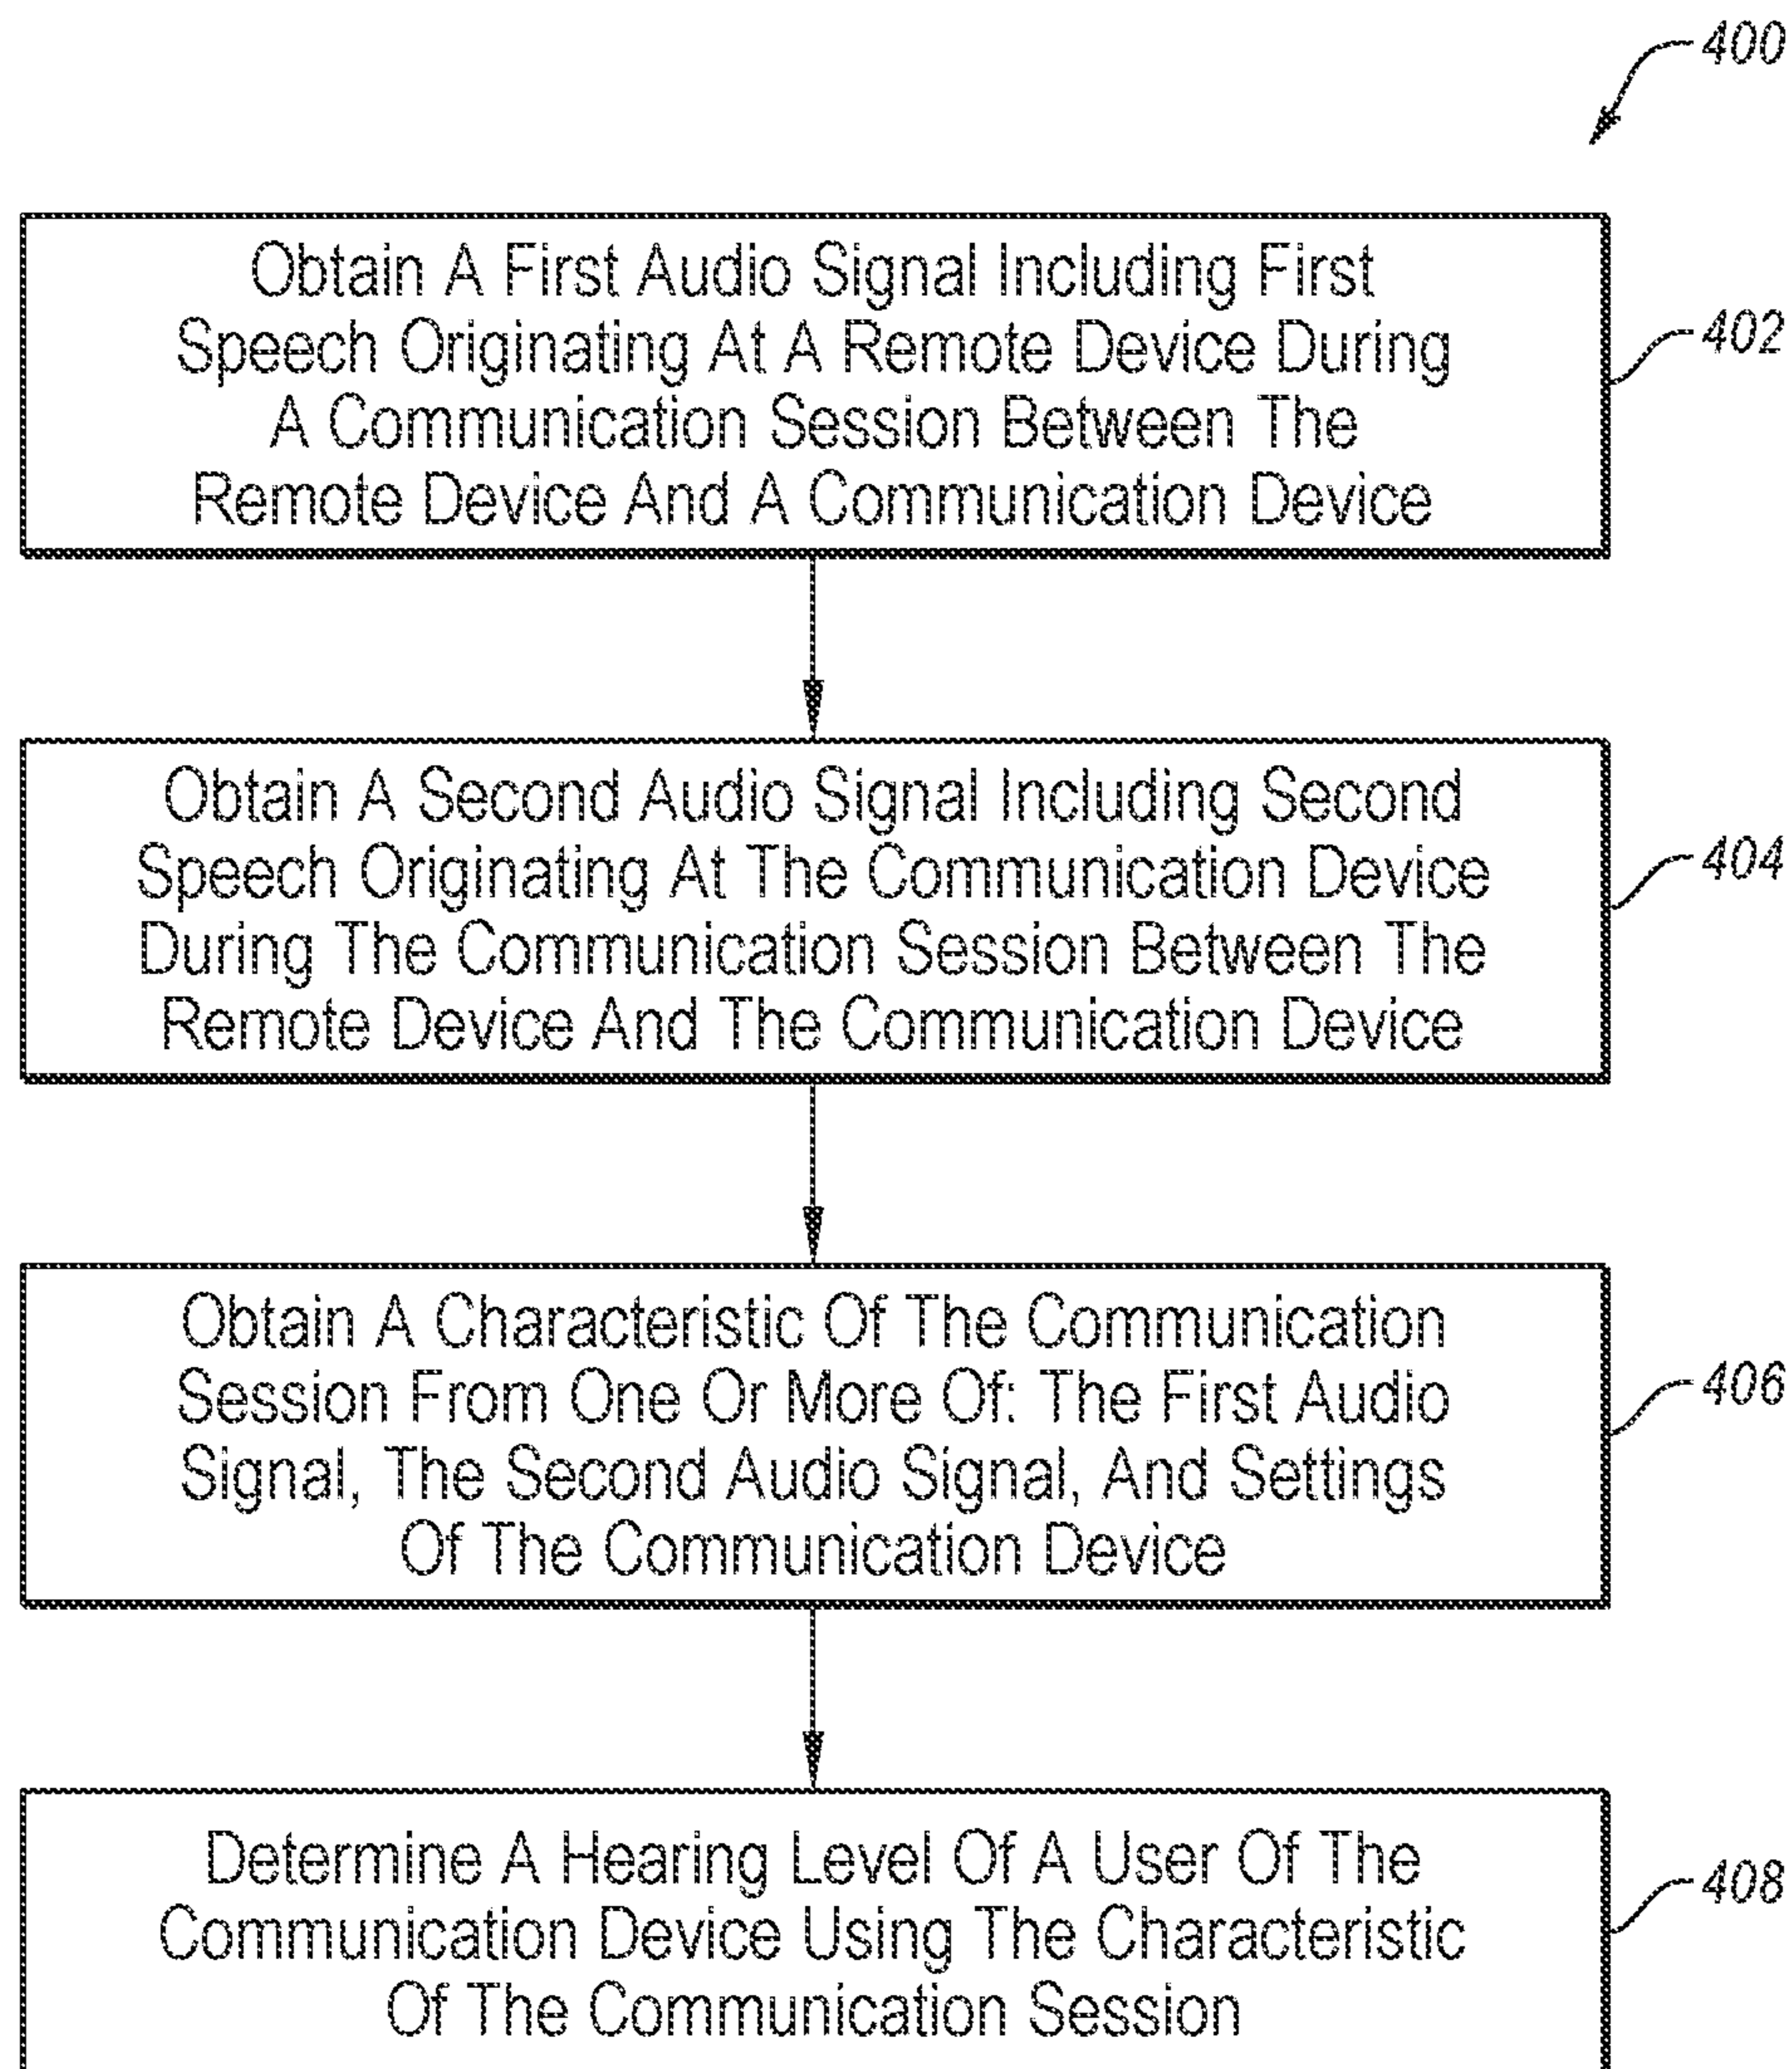 400
Obtain A First Audio Signal Including First
Speech Originating At A Remote Device During
A Communication Session Between The
Remote Device And A Communication Device
402
Obtain A Second Audio Signal Including Second
Speech Originating At The Communication Device
During The Communication Session Between The
Remote Device And The Communication Device
404
Obtain A Characteristic Of The Communication
Session From One Or More Of: The First Audio
Signal, The Second Audio Signal, And Settings
Of The Communication Device
406
Determine A Hearing Level Of A User Of The
Communication Device Using The Characteristic
Of The Communication Session
408